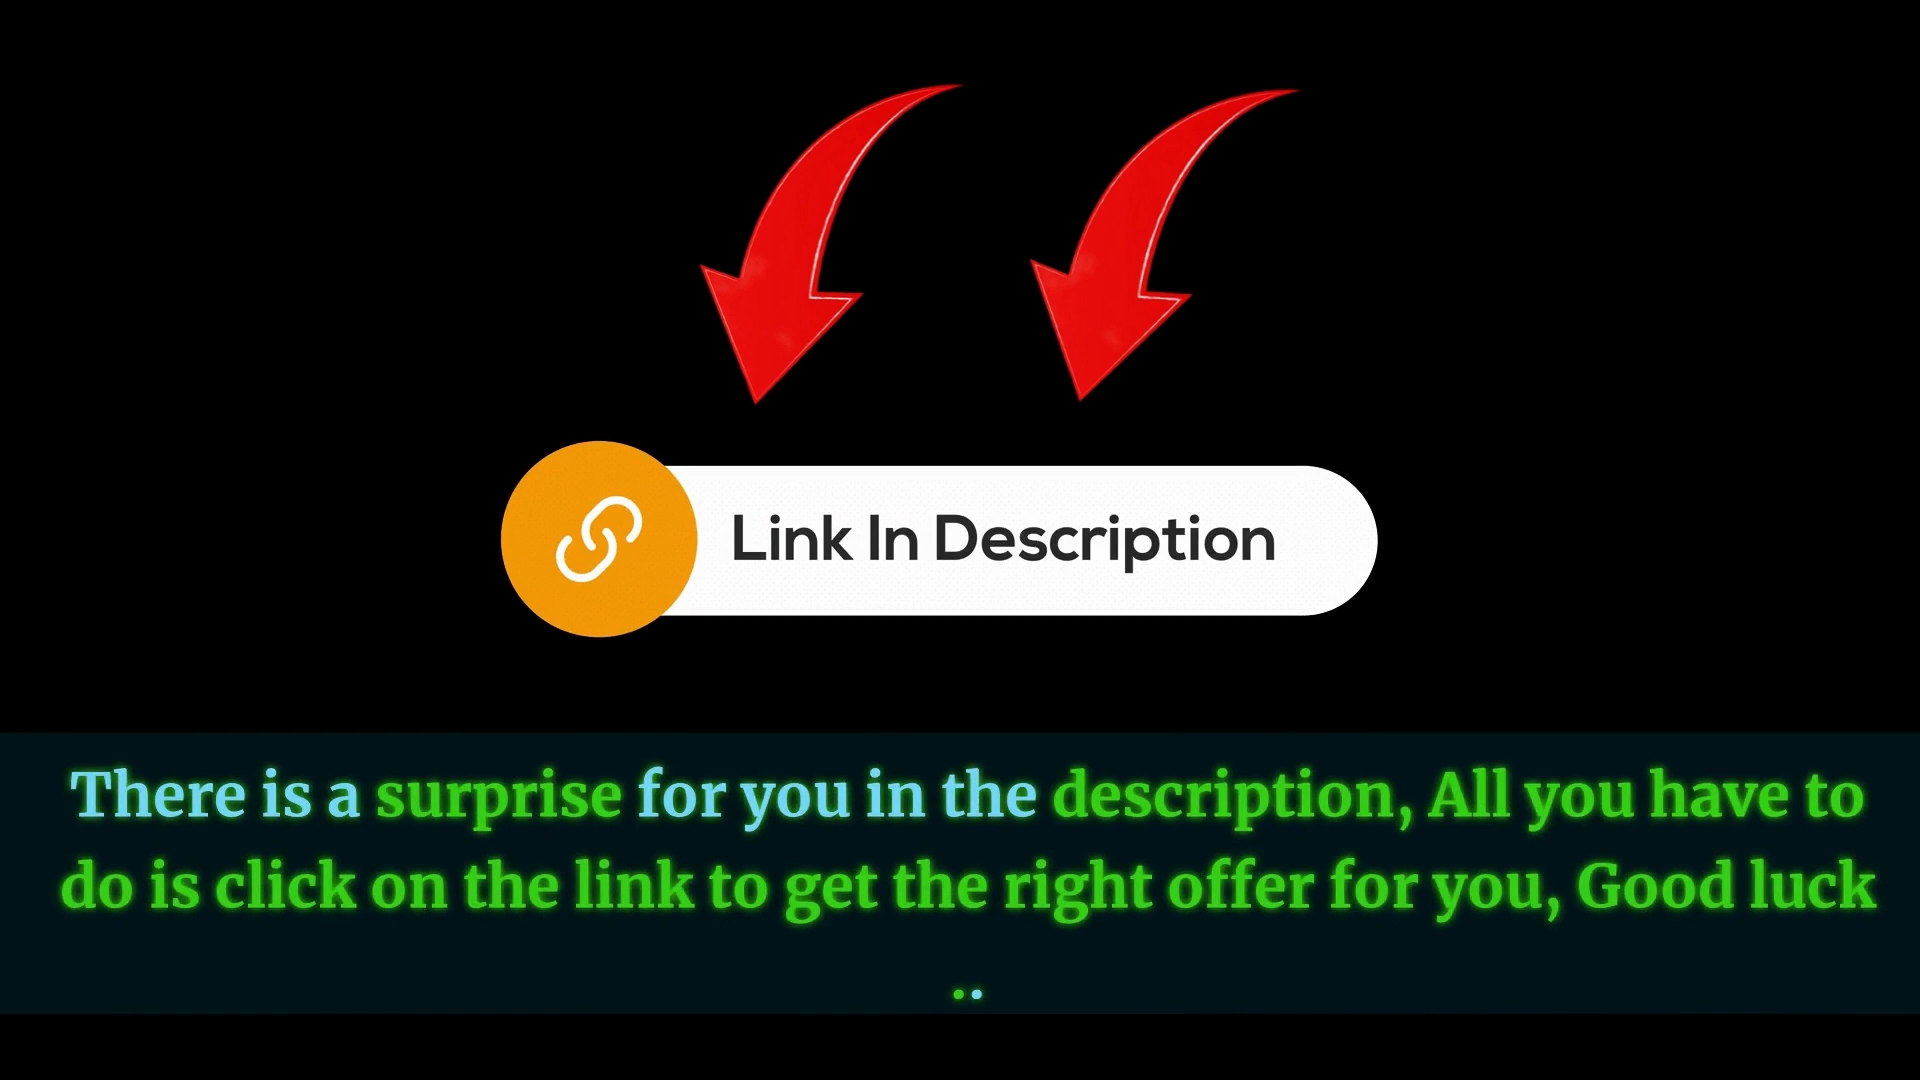 Link In Description
There is a surprise for you in the description, All you have to
do is click on the link to get the right offer for you, Good luck
..